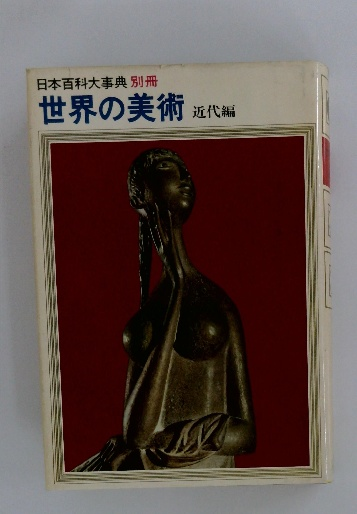 日本百科大事典 別冊
世界の美術 近代編